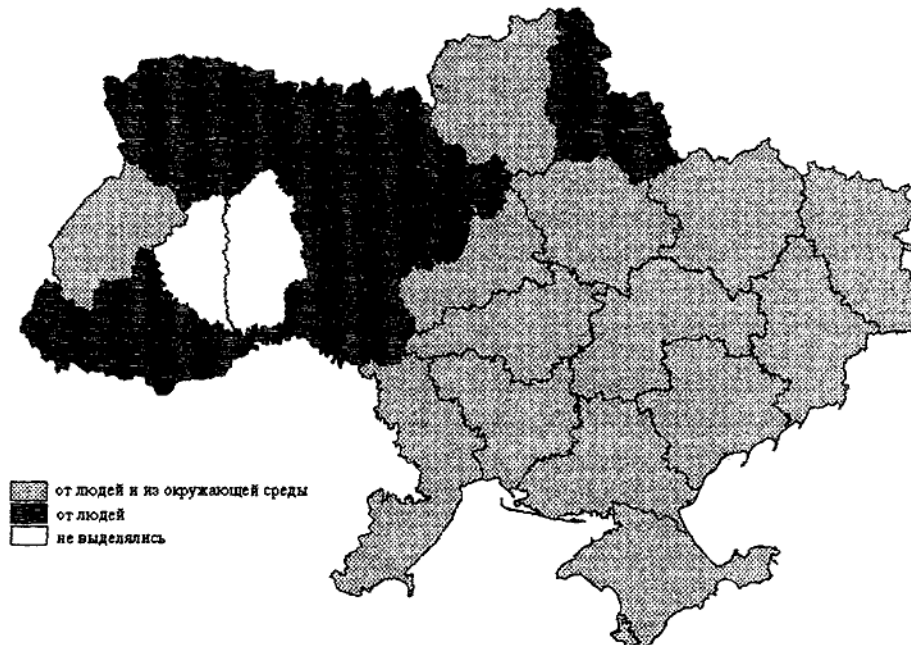 от людей и из окружающей среды
от людей
не выделялись